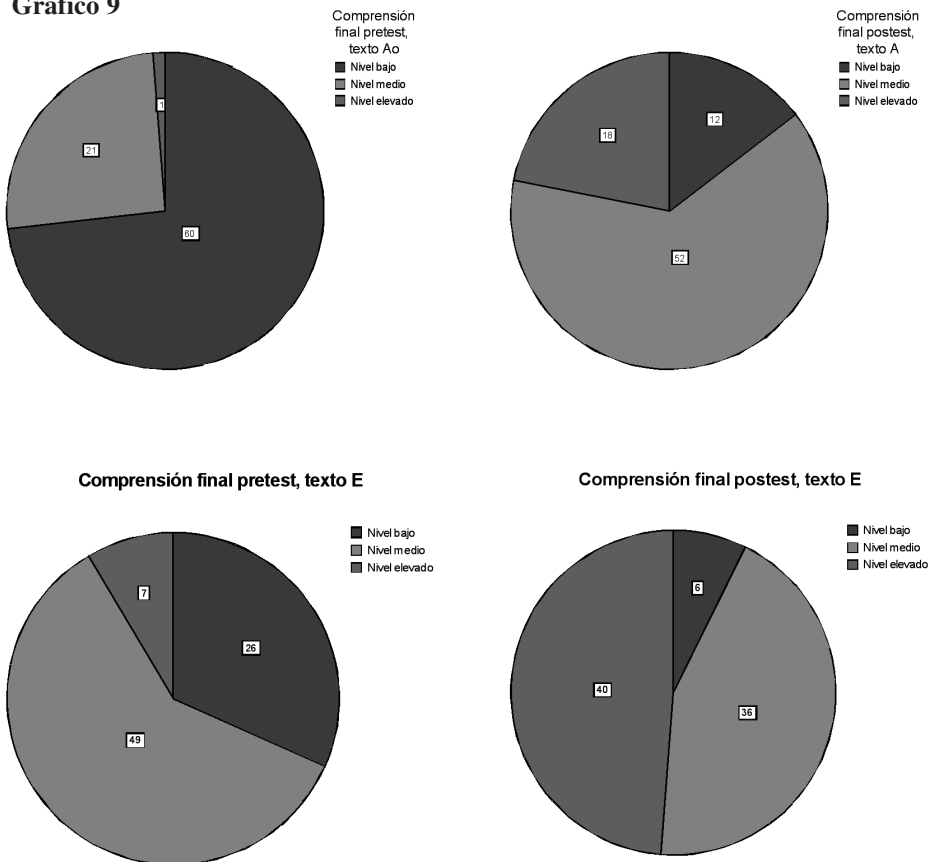 Gráfico 9
Comprensión
final pretest,
texto Ao
Nivel bajo
Nivel medio
Nivel elevado
1
21
60
Comprensión
final postest,
texto A
Nivel bajo
Nivel medio
Nivel elevado
18
12
52
Comprensión final pretest, texto E
Nivel bajo
Nivel medio
Nivel elevado
7
26
49
Comprensión final postest, texto E
Nivel bajo
Nivel medio
Nivel elevado
6
40
36